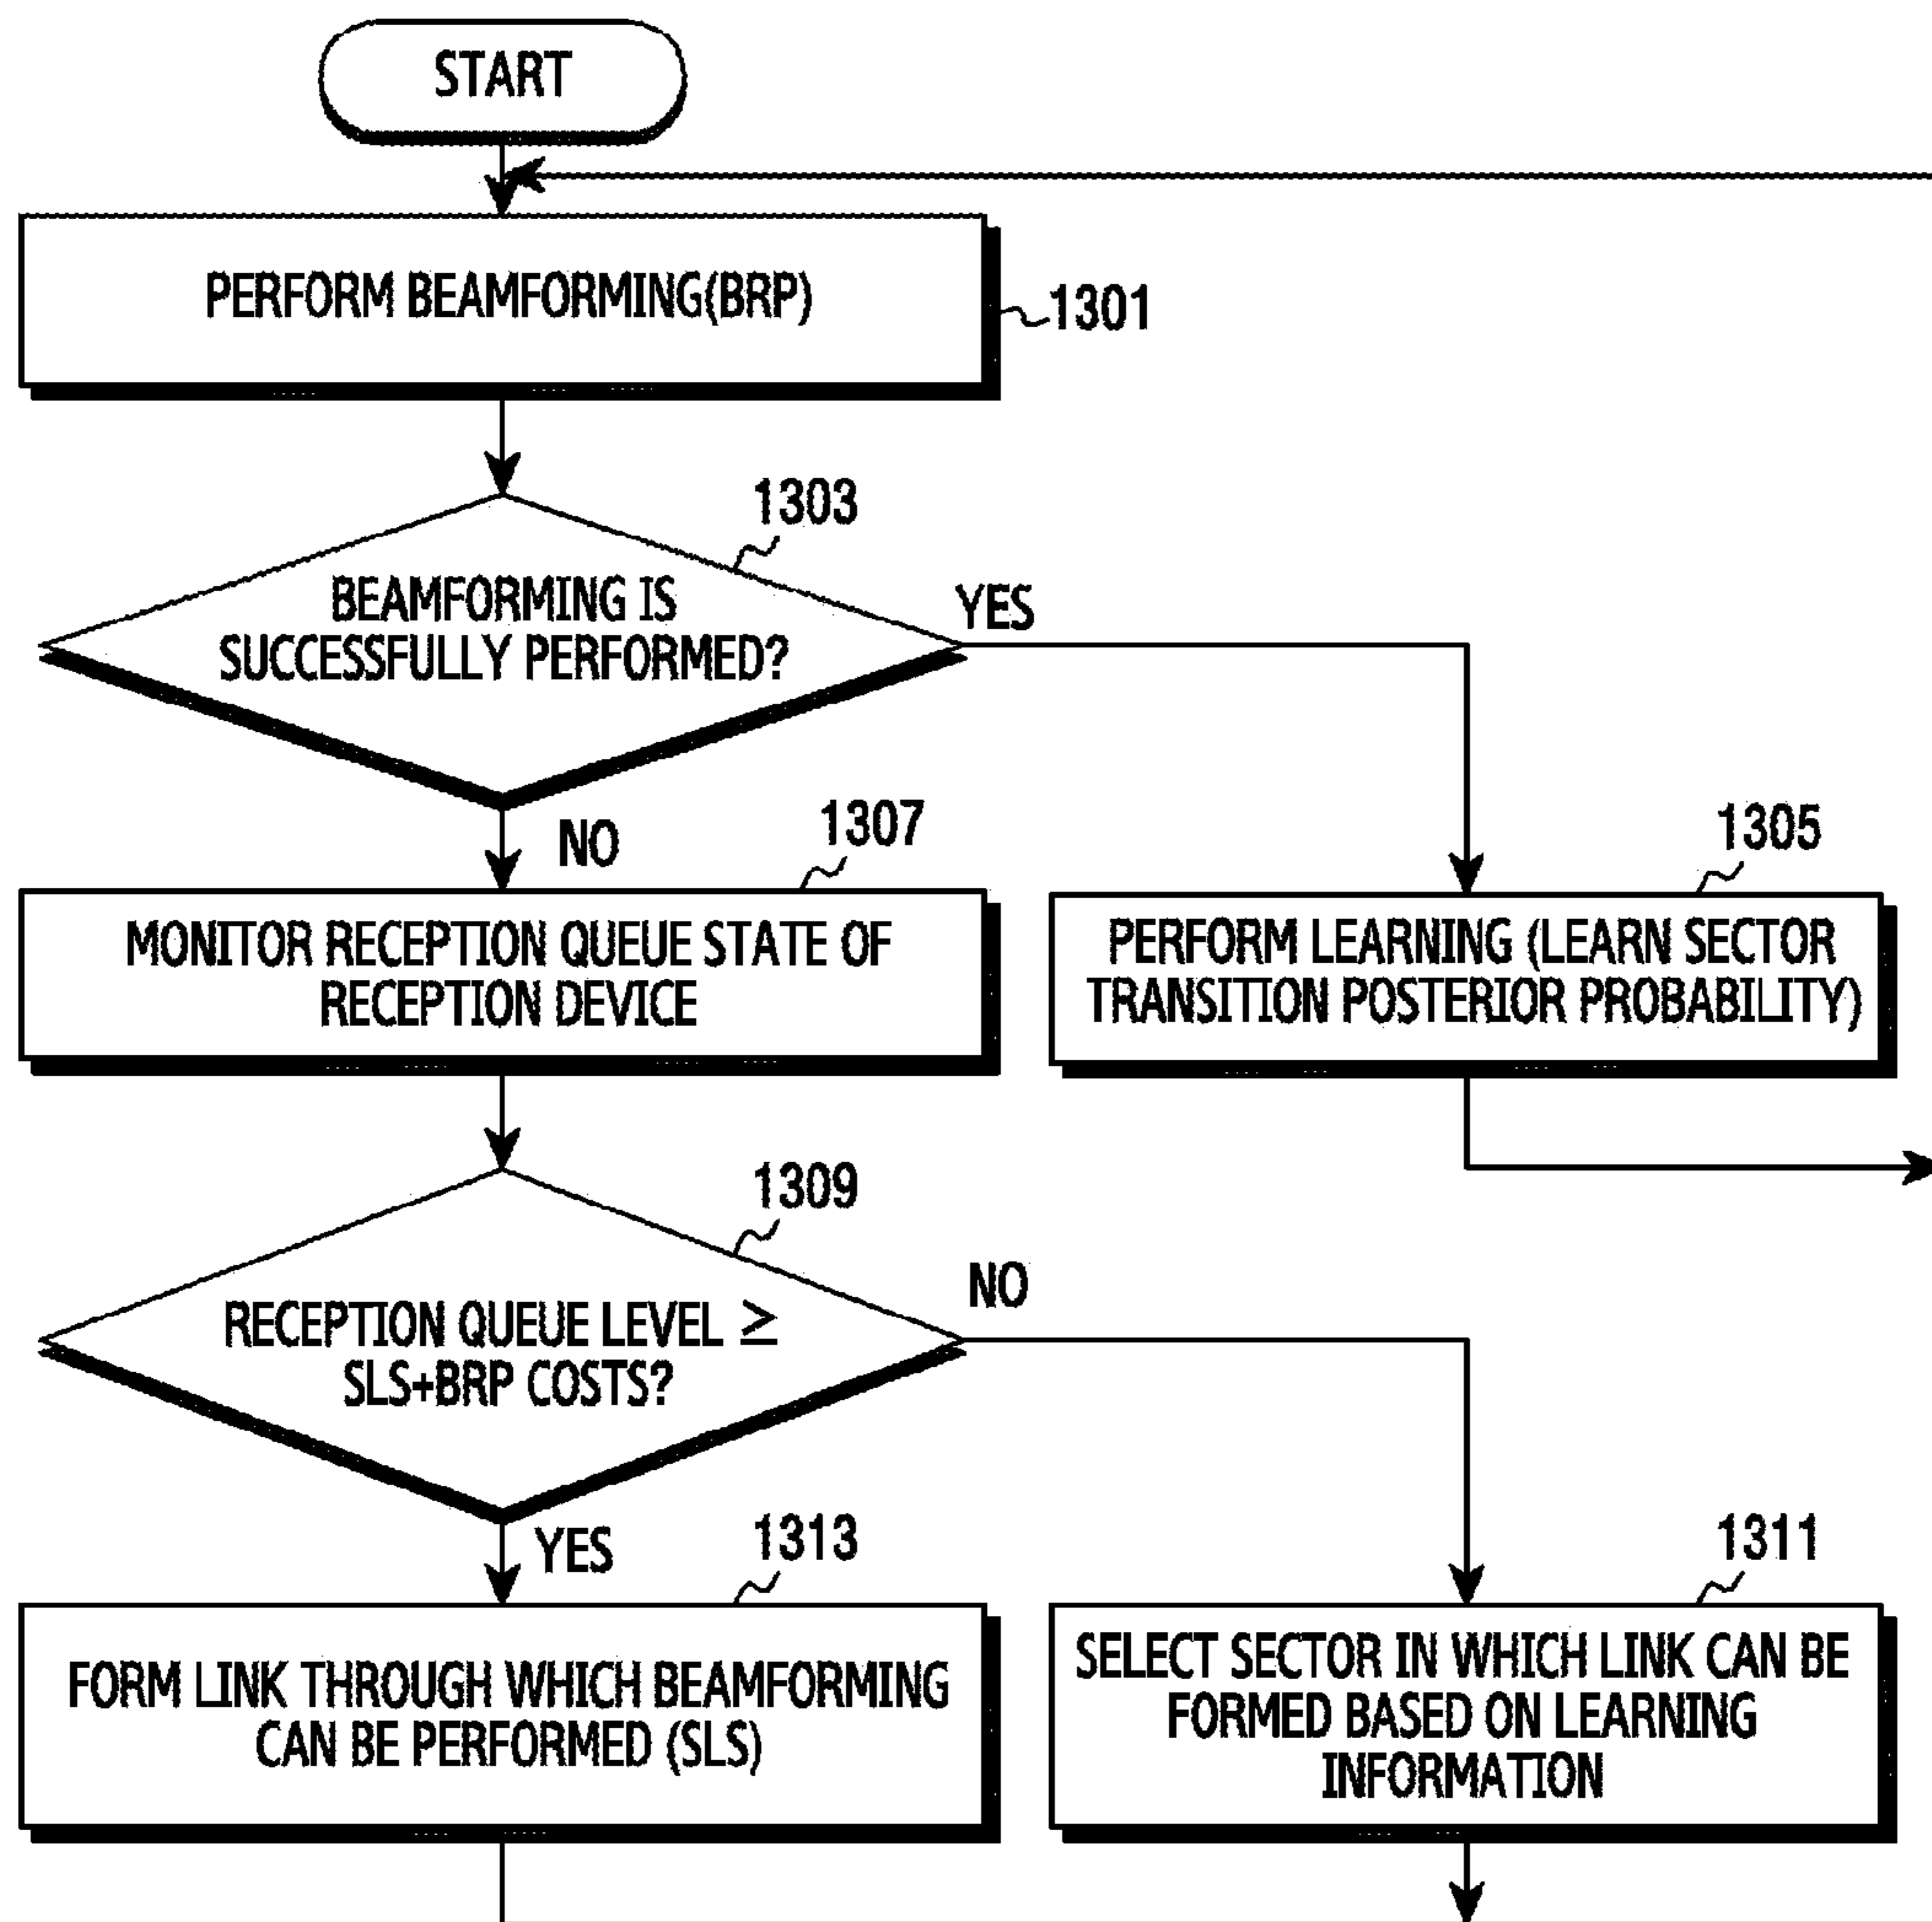 START
PERFORM BEAMFORMING(BRP)
1301
1303
BEAMFORMING IS
SUCCESSFULLY PERFORMED?
YES
NO
1307
MONITOR RECEPTION QUEUE STATE OF
RECEPTION DEVICE
1305
PERFORM LEARNING (LEARN SECTOR
TRANSITION POSTERIOR PROBABILITY)
1309
RECEPTION QUEUE LEVEL ≥
SLS+BRP COSTS?
NO
YES
1313
FORM LINK THROUGH WHICH BEAMFORMING
CAN BE PERFORMED (SLS)
1311
SELECT SECTOR IN WHICH LINK CAN BE
FORMED BASED ON LEARNING
INFORMATION